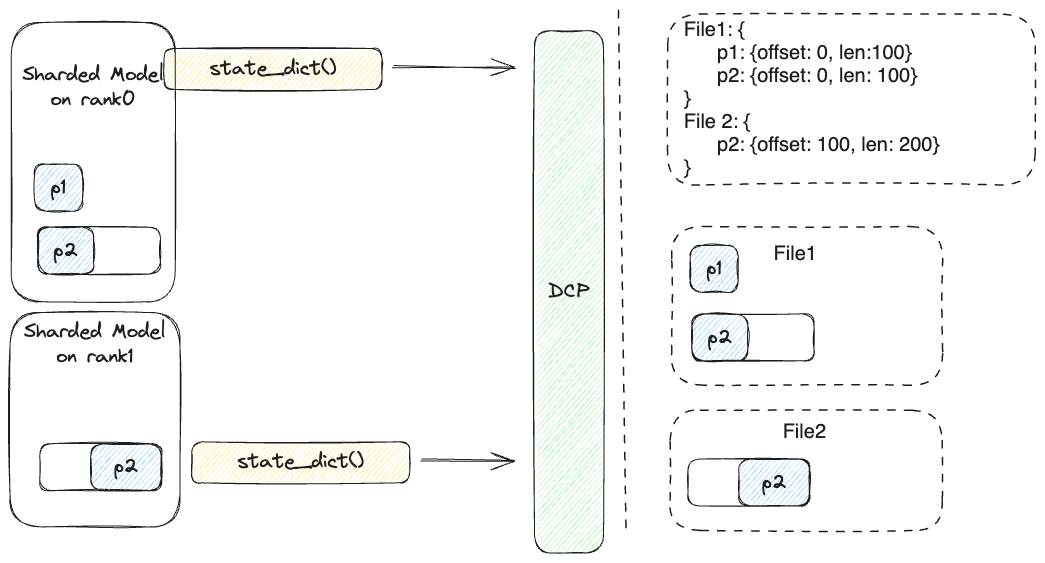 Sharded Model
on rank0
state_dict()
p1
p2
Sharded Model
on rank1
p2
state_dict()
DCP
File1: {
p1: {offset: 0, len:100}
p2: {offset: 0, len: 100}
}
File 2: {
p2: {offset: 100, len: 200}
}
File1
p1
p2
File2
p2